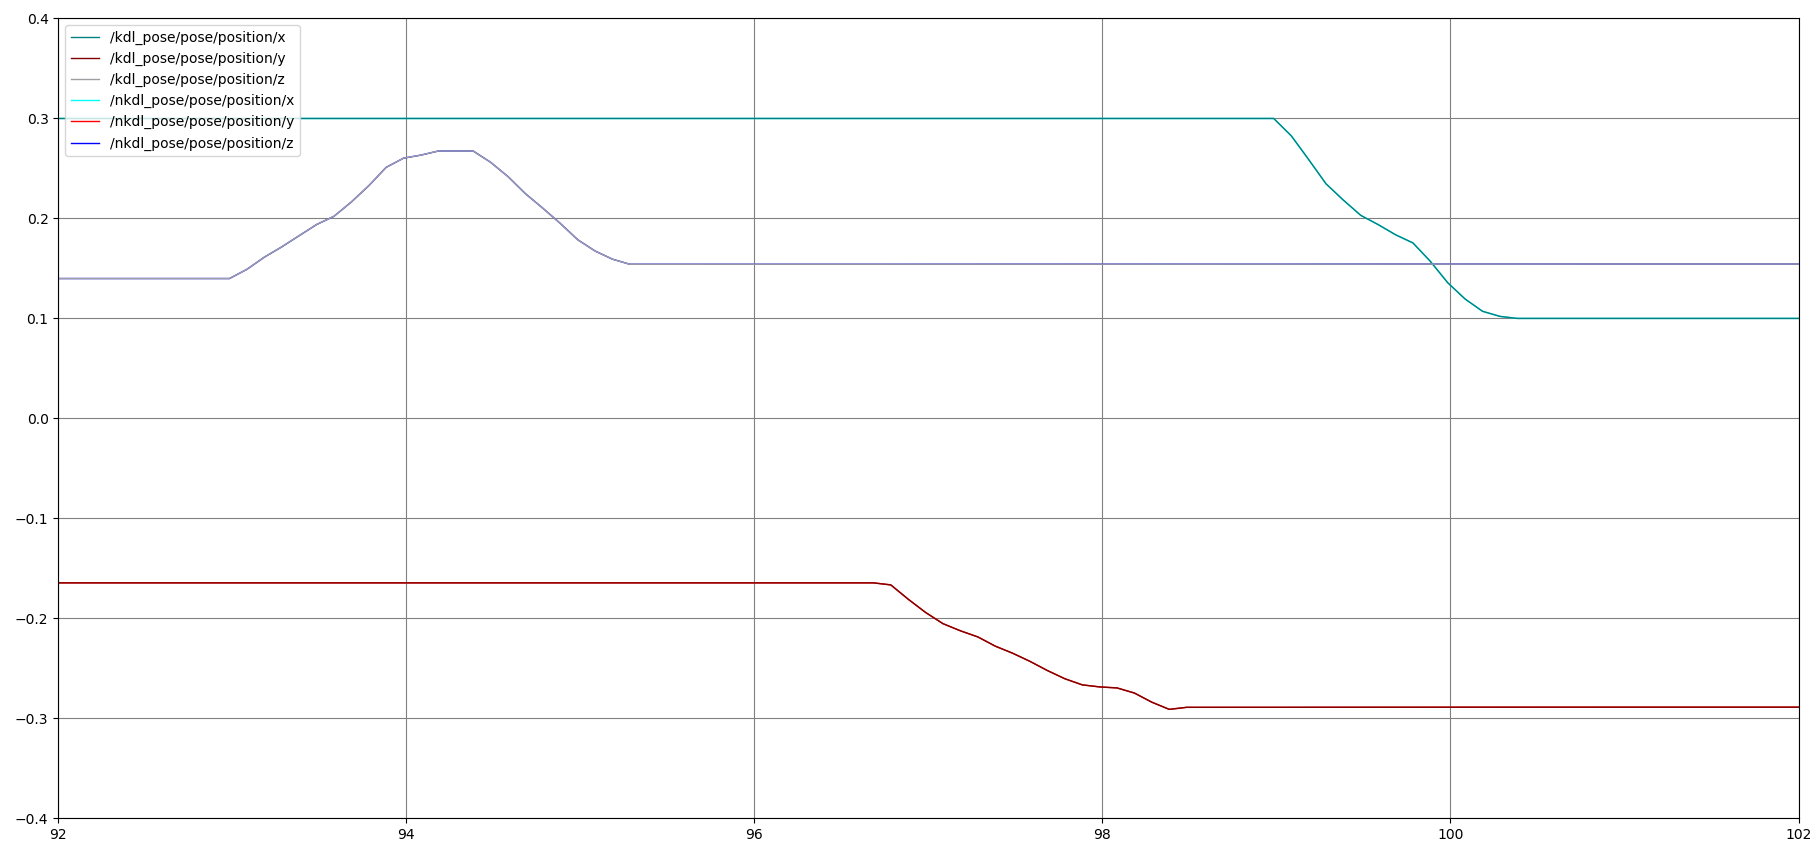 0.4
/kdl_pose/pose/position/x
/kdl_pose/pose/position/y
/kdl_pose/pose/position/z
/nkdl_pose/pose/position/x
/nkdl_pose/pose/position/y
/nkdl_pose/pose/position/z
0.3
0.2
0.1
0.0
−0.1
−0.2
−0.3
−0.4
92 94 96 98 100 102